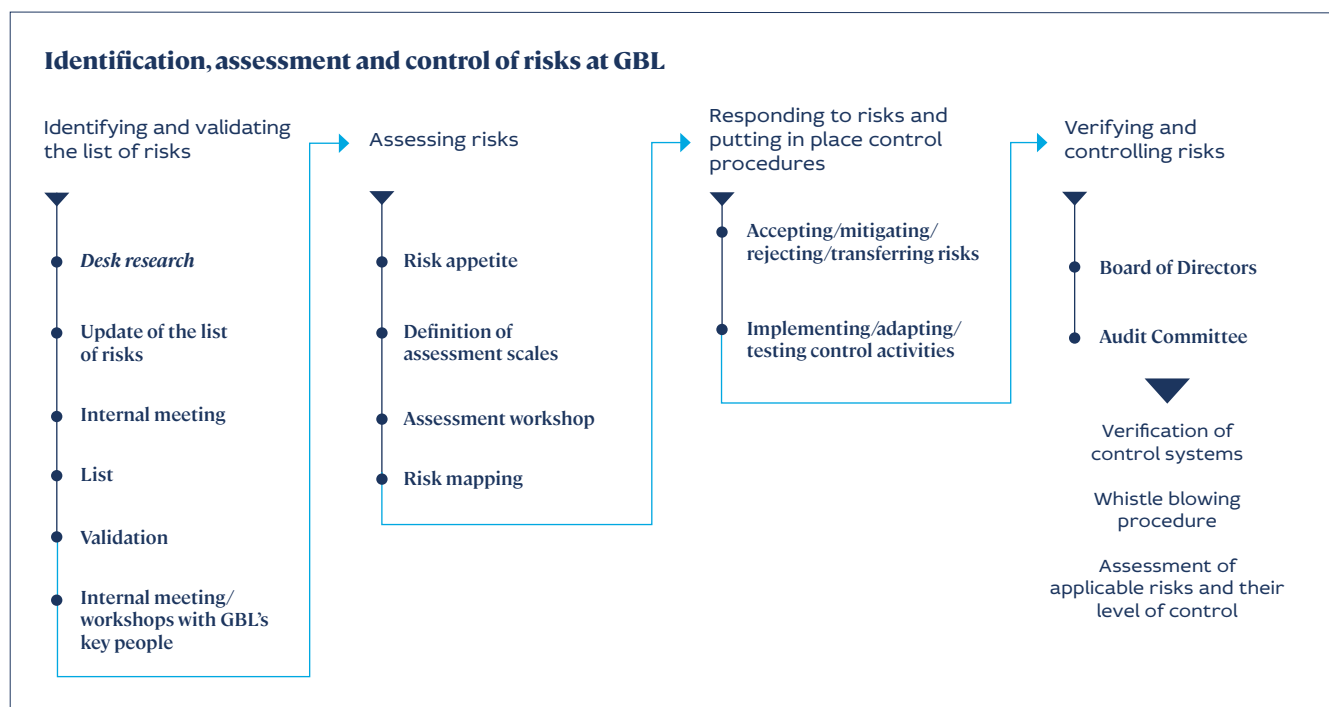 Identification, assessment and control of risks at GBL
Identifying and validating
the list of risks
Desk research
Update of the list
of risks
Internal meeting
List
Validation
Internal meeting/
workshops with GBL’s
key people
Assessing risks
Risk appetite
Definition of
assessment scales
Assessment workshop
Risk mapping
Responding to risks and
putting in place control
procedures
Accepting/mitigating/
rejecting/transferring risks
Implementing/adapting/
testing control activities
Verifying and
controlling risks
Board of Directors
Audit Committee
Verification of
control systems
Whistle blowing
procedure
Assessment of
applicable risks and their
level of control